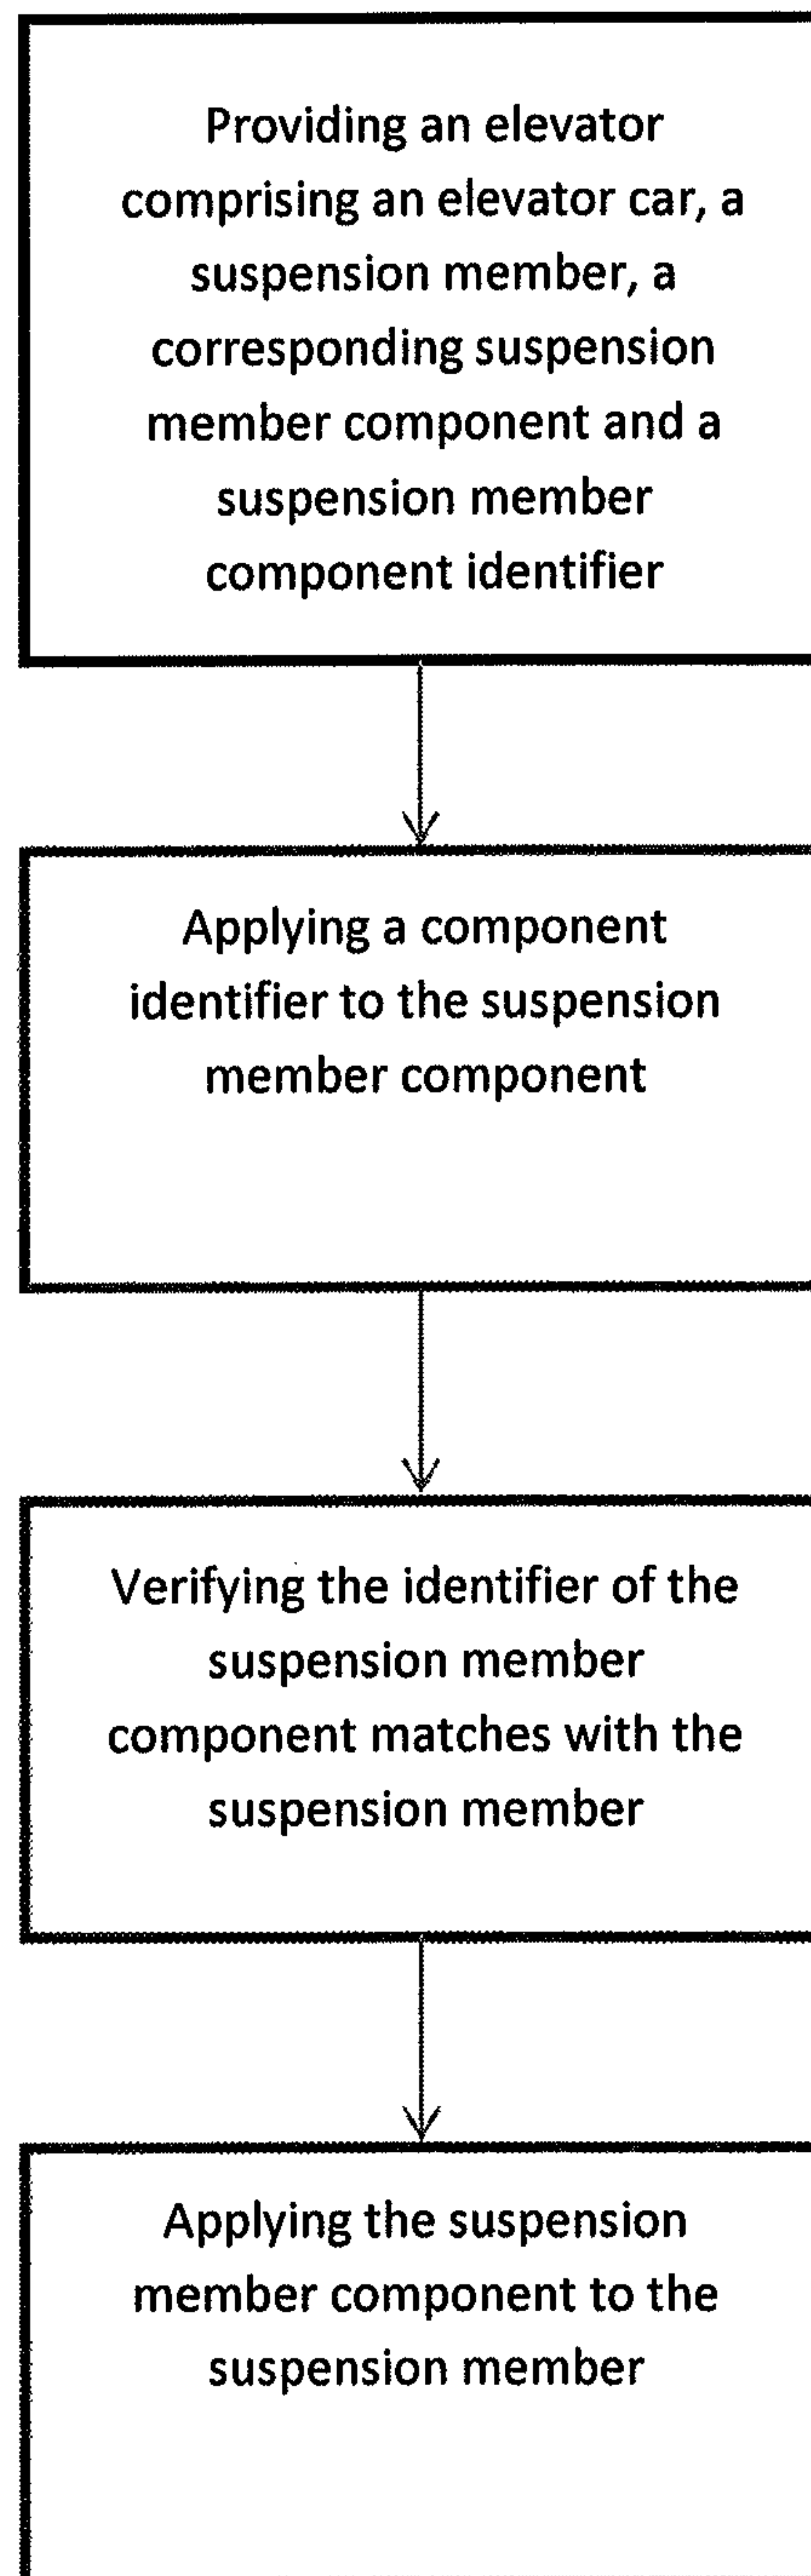 Providing an elevator
comprising an elevator car, a
suspension member, a
corresponding suspension
member component and a
suspension member
component identifier
Applying a component
identifier to the suspension
member component
Verifying the identifier of the
suspension member
component matches with the
suspension member
Applying the suspension
member component to the
suspension member